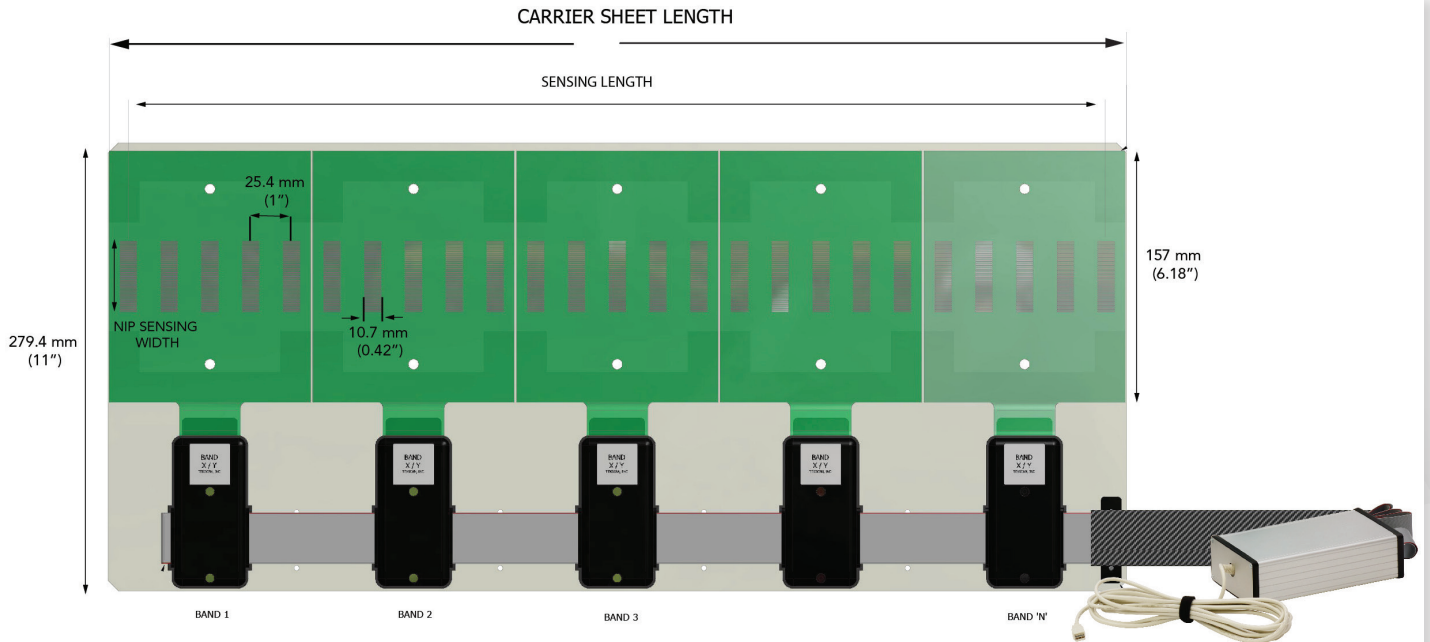 CARRIER SHEET LENGTH
SENSING LENGTH
25.4 mm
(1”)
157 mm
(6.18”)
NIP SENSING
WIDTH
10.7 mm
(0.42”)
279.4 mm
(11”)
BAND
X / Y
BAND
X / Y
BAND
X / Y
BAND
X / Y
BAND
X / Y
BAND 1
BAND 2
BAND 3
BAND 'N'